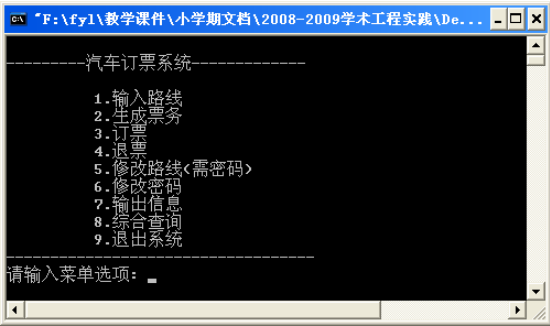 "F:\fyl\教学课件\小学期文档\2008-2009学术工程实践\De...
---------汽车订票系统-------------
1.输入路线
2.生成票务
3.订票
4.退票
5.修改路线(需密码)
6.修改密码
7.输出信息
8.综合查询
9.退出系统
-----------------------------------
请输入菜单选项: _